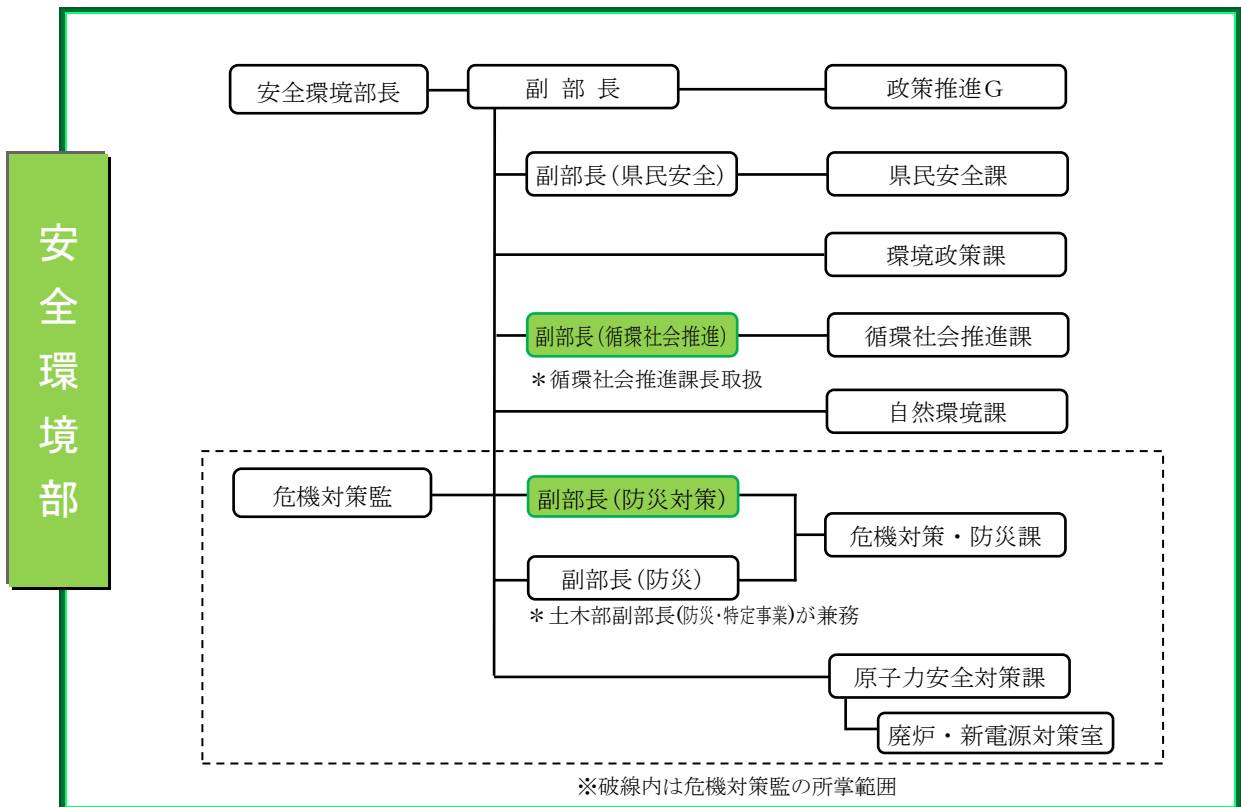 安全環境部
安全環境部長
副部長
政策推進G
副部長(県民安全)
県民安全課
環境政策課
副部長(循環社会推進)
循環社会推進課
＊循環社会推進課長取扱
自然環境課
危機対策監
副部長(防災対策)
危機対策・防災課
副部長(防災)
＊土木部副部長(防災・特定事業)が兼務
原子力安全対策課
廃炉・新電源対策室
※破線内は危機対策監の所掌範囲